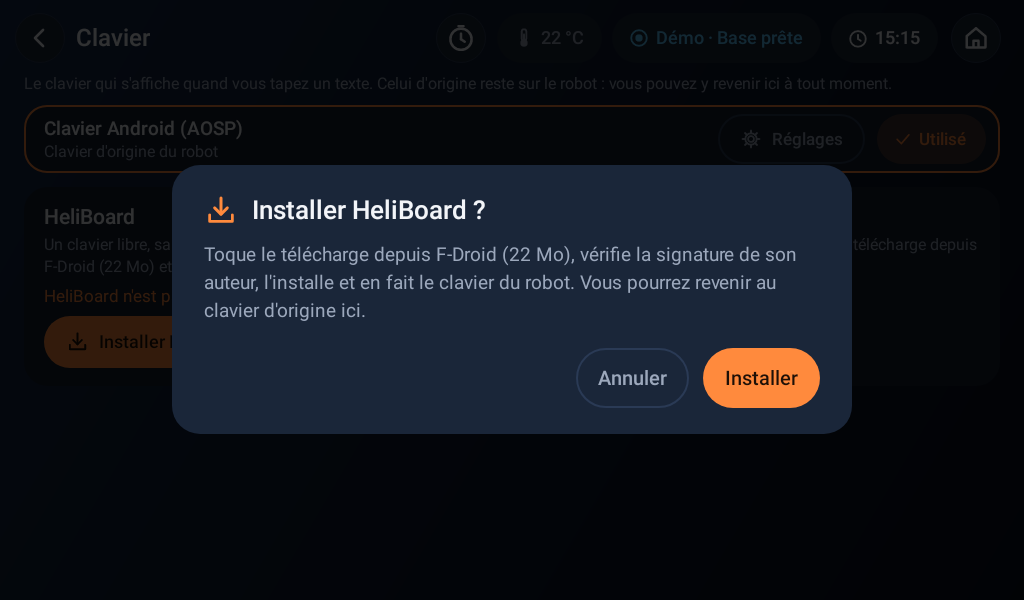 Clavier
22 °C
Démo · Base prête
15:15
Le clavier qui s'affiche quand vous tapez un texte. Celui d'origine reste sur le robot : vous pouvez y revenir ici à tout moment.
Clavier Android (AOSP)
Clavier d'origine du robot
Réglages
Utilisé
HeliBoard
Un clavier libre, sa
télécharge depuis
F-Droid (22 Mo) et
HeliBoard n'est p
Installer
Installer HeliBoard ?
Toque le télécharge depuis F-Droid (22 Mo), vérifie la signature de son
auteur, l'installe et en fait le clavier du robot. Vous pourrez revenir au
clavier d'origine ici.
Annuler
Installer